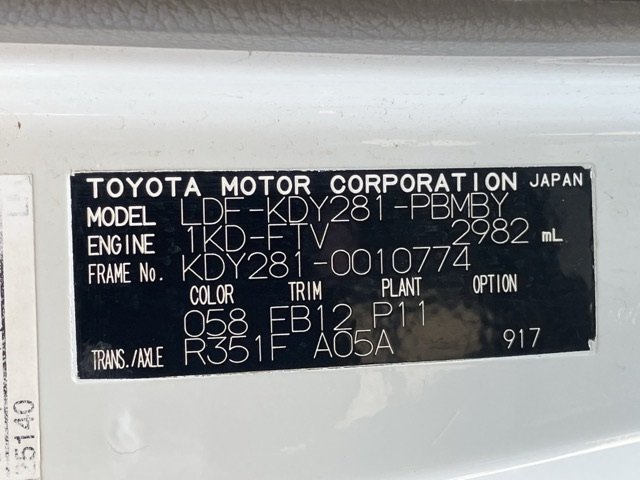 TOYOTA MOTOR CORPORATION JAPAN
MODEL LDF-KDY281-PBMBY
ENGINE 1KD-FTV 2982 mL
FRAME No. KDY281-0010774
COLOR TRIM PLANT OPTION
058 FB12 P11
TRANS./AXLE R351F A05A 917
35140